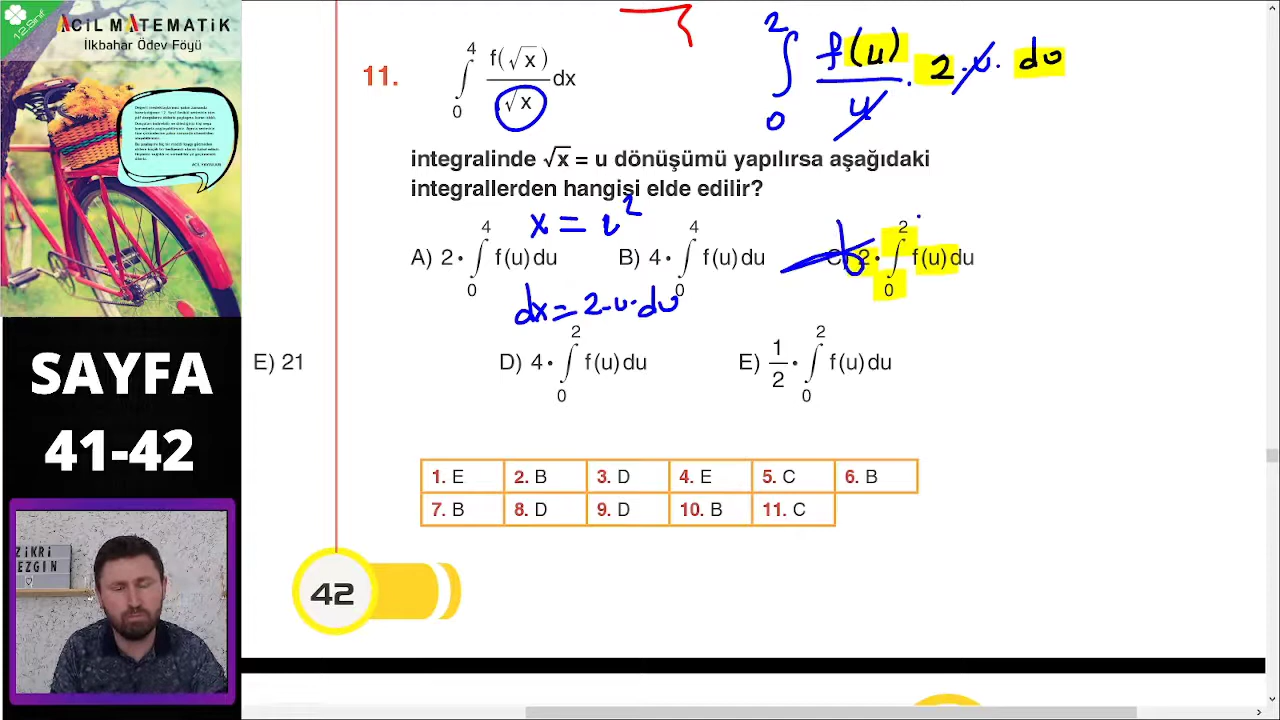 12.Sınıf
ACİL MATEMATİK
İlkbahar Ödev Föyü
ACİL YAYINLARI
SAYFA
41-42
ZİKRİ
EZGIN
11. ∫₀⁴ f(√x)/√x dx
∫₀² f(u)/u · 2·u· du
integralinde √x = u dönüşümü yapılırsa aşağıdaki
integrallerden hangisi elde edilir?
x = u²
A) 2· ∫₀⁴ f(u) du B) 4· ∫₀⁴ f(u) du C) 2· ∫₀² f(u) du
dx = 2·u·du
E) 21
D) 4· ∫₀² f(u) du E) 1/2· ∫₀² f(u) du
1. E 2. B 3. D 4. E 5. C 6. B
7. B 8. D 9. D 10. B 11. C
42